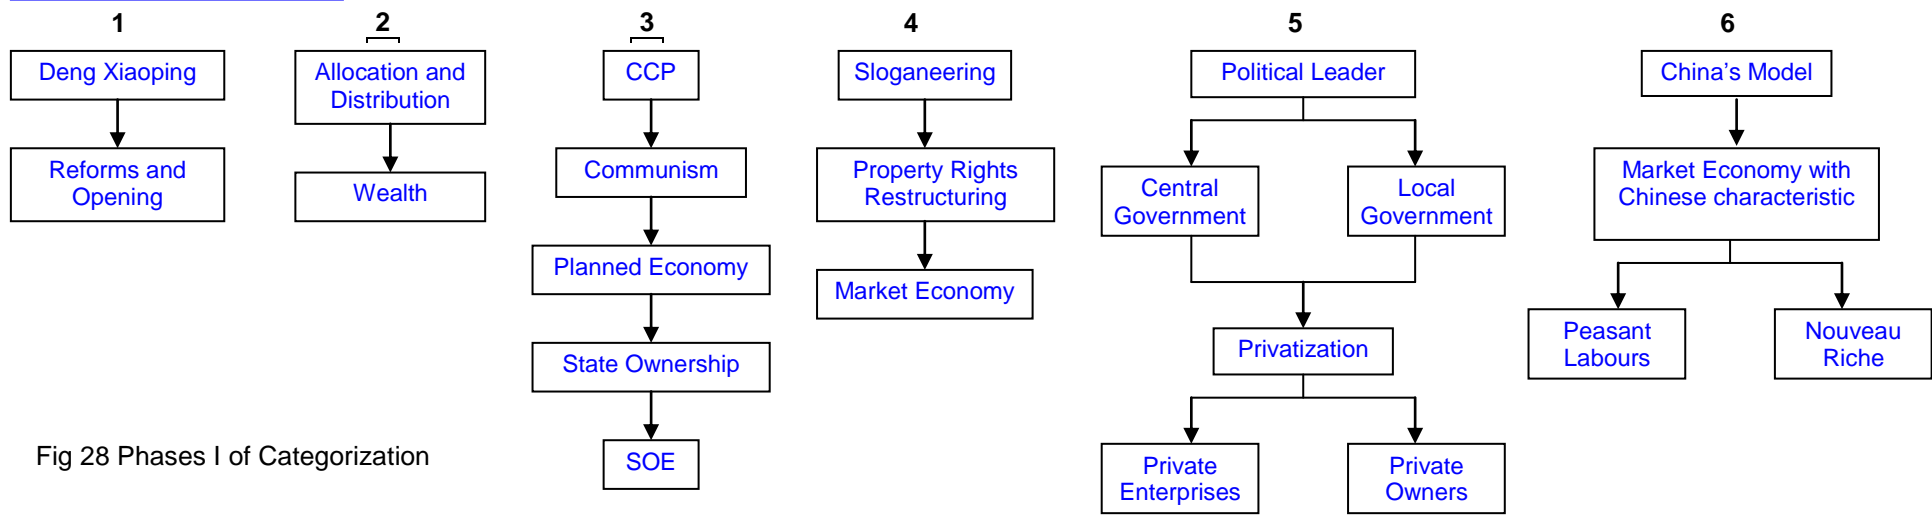 1
Deng Xiaoping
Reforms and
Opening
2
Allocation and
Distribution
Wealth
3
CCP
Communism
Planned Economy
State Ownership
SOE
4
Sloganeering
Property Rights
Restructuring
Market Economy
5
Political Leader
Central
Government
Local
Government
Privatization
Private
Enterprises
Private
Owners
6
China's Model
Market Economy with
Chinese characteristic
Peasant
Labours
Nouveau
Riche
Fig 28 Phases I of Categorization